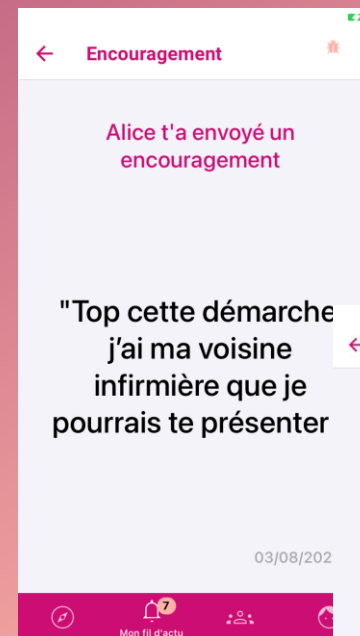 Encouragement
Alice t'a envoyé un
encouragement
"Top cette démarche
j'ai ma voisine
infirmière que je
pourrais te présenter
03/08/202
7
Mon fil d'actu